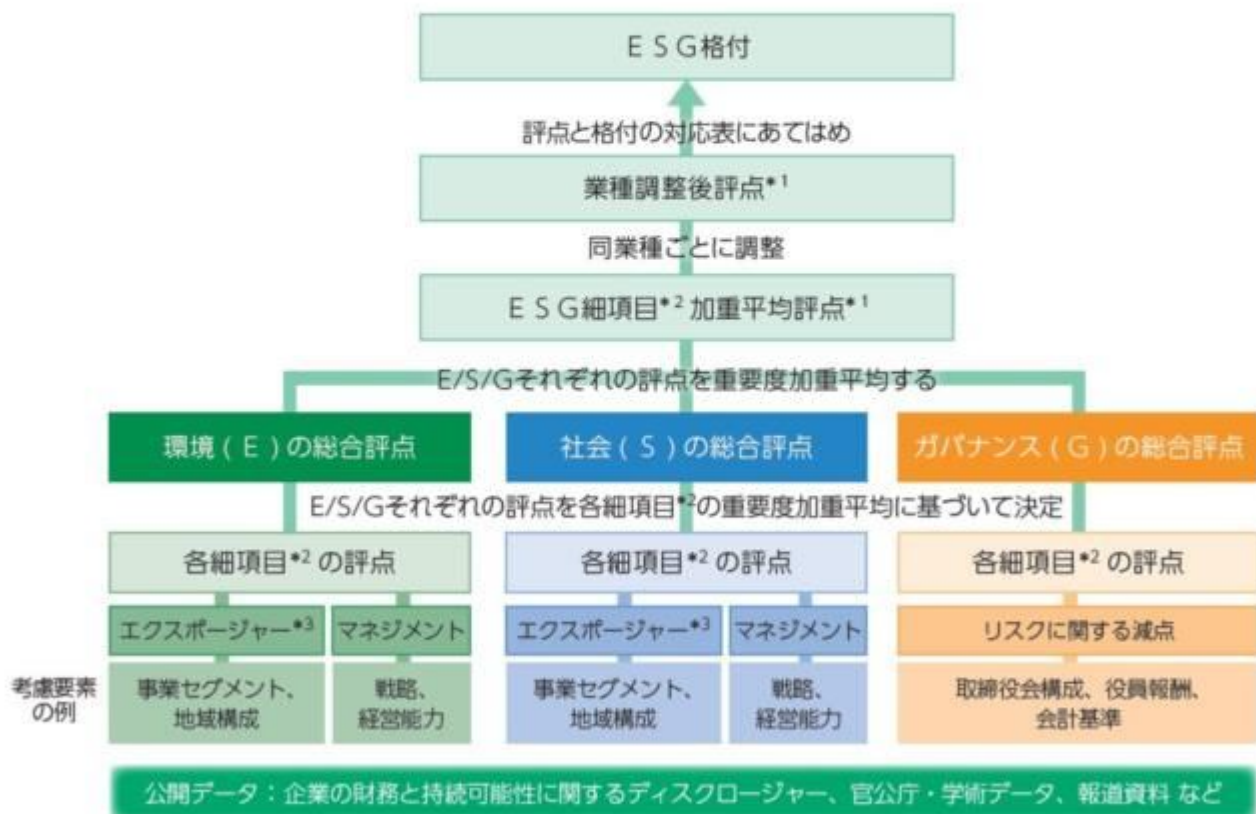 ESG格付
評点と格付の対応表にあてはめ
業種調整後評点*1
同業種ごとに調整
ESG細項目*2 加重平均評点*1
E/S/Gそれぞれの評点を重要度加重平均する
環境(E)の総合評点
社会(S)の総合評点
ガバナンス(G)の総合評点
E/S/Gそれぞれの評点を各細項目*2の重要度加重平均に基づいて決定
各細項目*2 の評点
各細項目*2 の評点
各細項目*2 の評点
エクスポージャー*3
マネジメント
エクスポージャー*3
マネジメント
リスクに関する減点
考慮要素
の例
事業セグメント、
地域構成
戦略、
経営能力
事業セグメント、
地域構成
戦略、
経営能力
取締役会構成、役員報酬、
会計基準
公開データ：企業の財務と持続可能性に関するディスクロージャー、官公庁・学術データ、報道資料 など